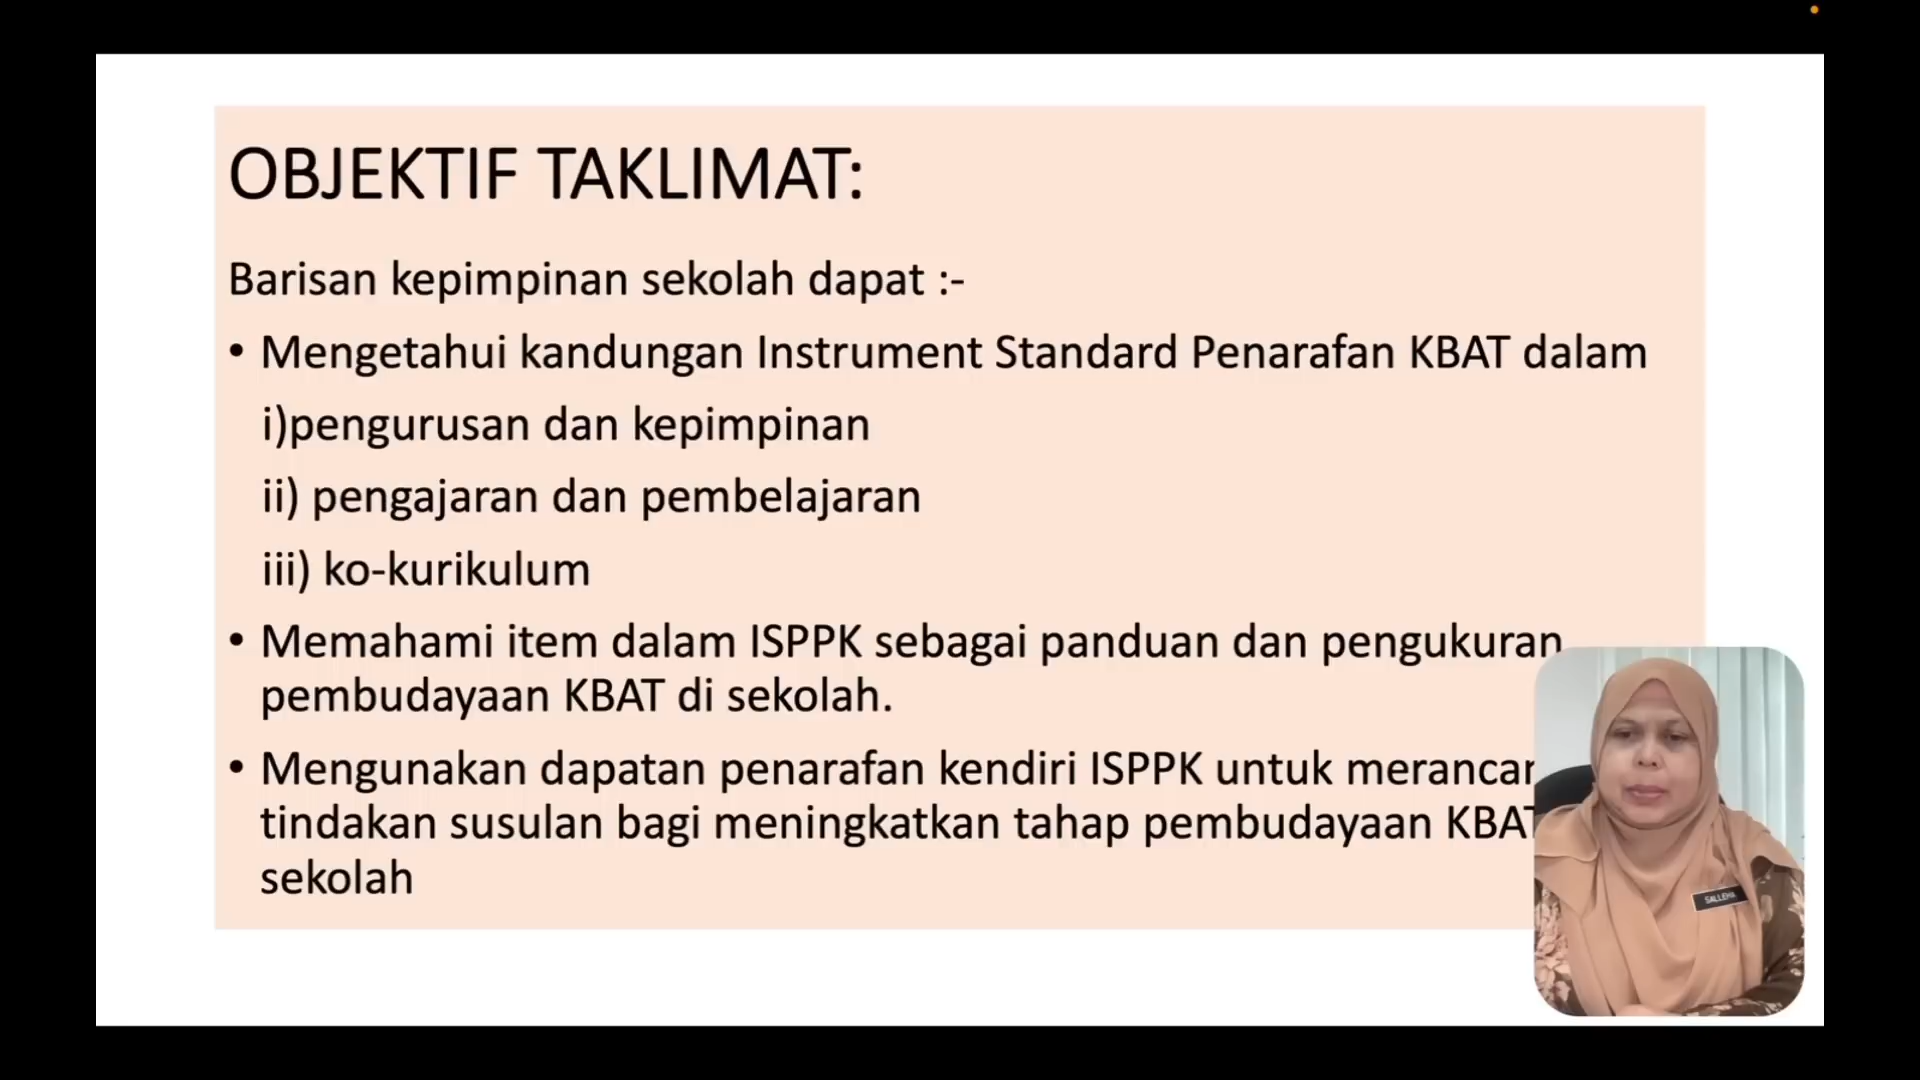 OBJEKTIF TAKLIMAT:
Barisan kepimpinan sekolah dapat :-
• Mengetahui kandungan Instrument Standard Penarafan KBAT dalam
i)pengurusan dan kepimpinan
ii) pengajaran dan pembelajaran
iii) ko-kurikulum
• Memahami item dalam ISPPK sebagai panduan dan pengukuran
pembudayaan KBAT di sekolah.
• Mengunakan dapatan penarafan kendiri ISPPK untuk
tindakan susulan bagi meningkatkan tahap pembudayaan KBAT
sekolah
SALLEHA